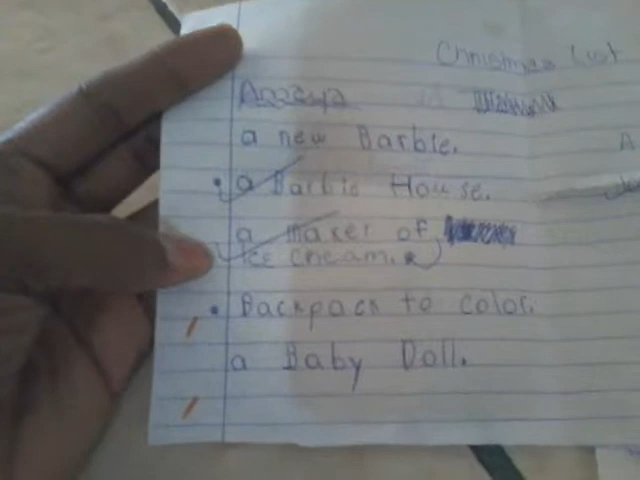 Christmas List
a new Barbie.
a Barbie House.
a maker of
Ice cream.
Backpack to color.
a Baby Doll.